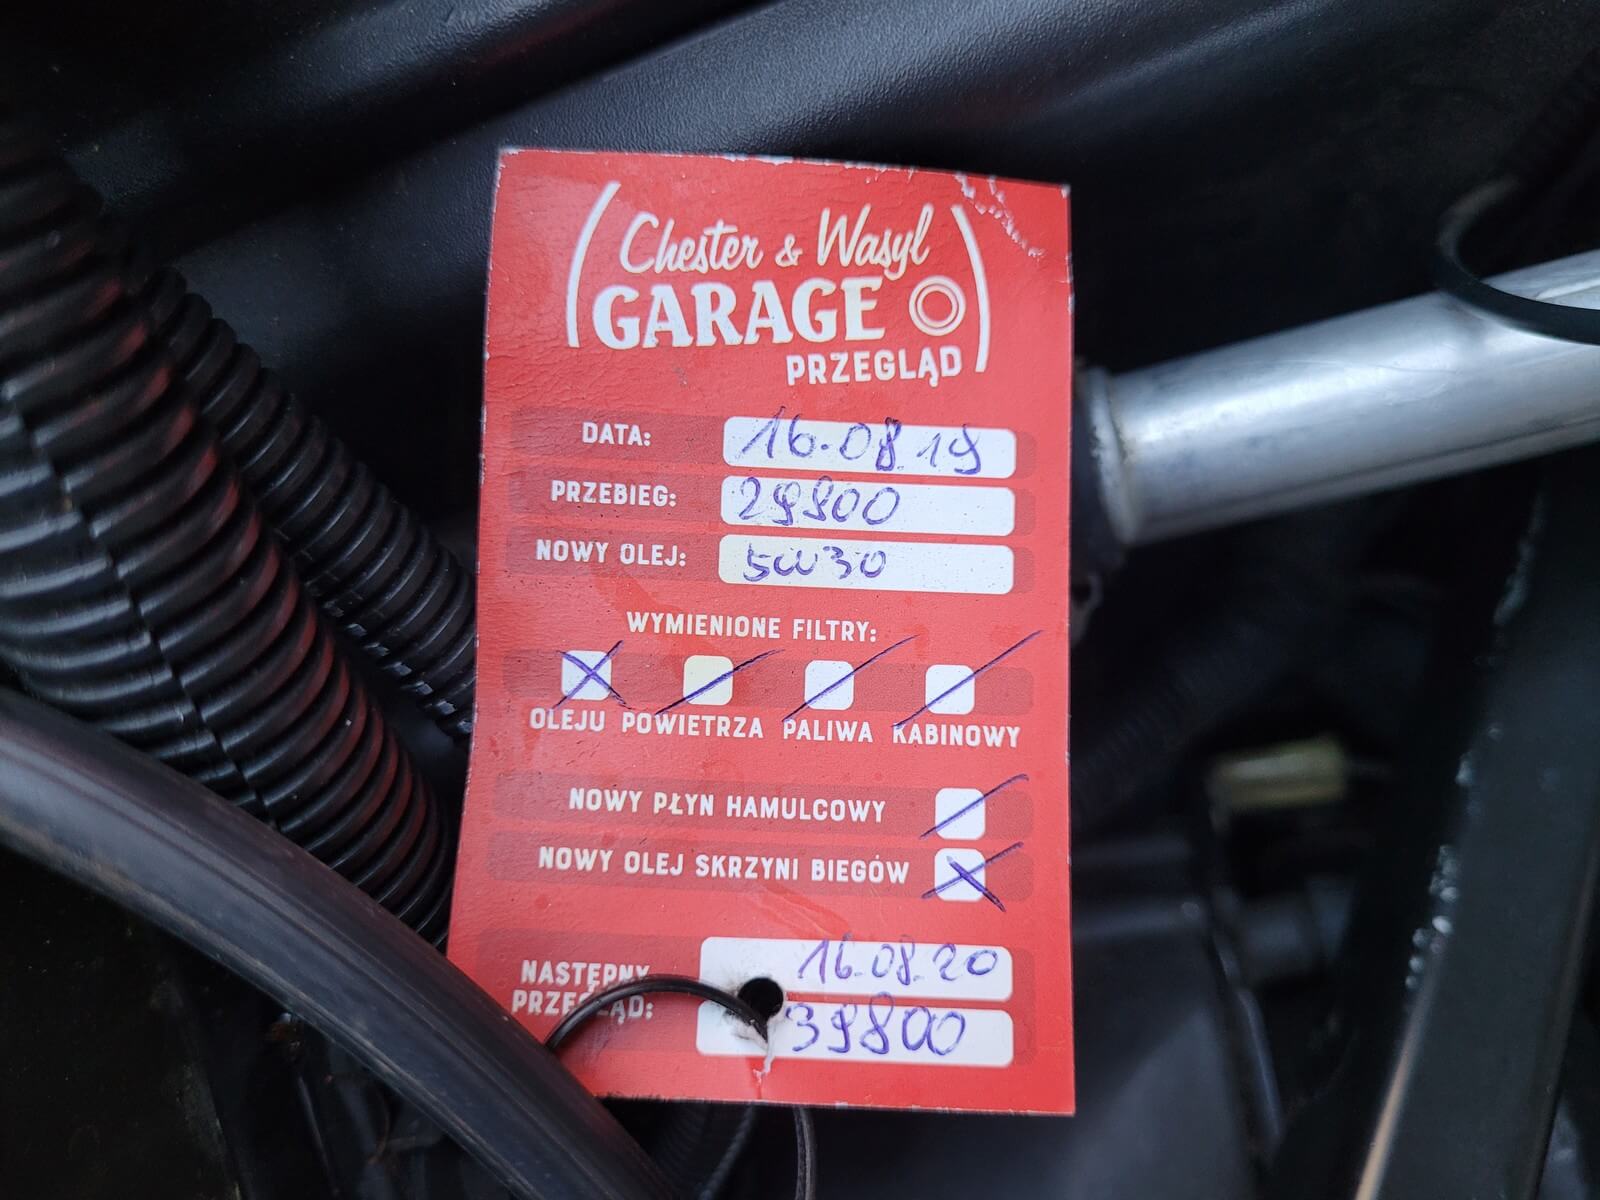 Chester & Wasyl
GARAGE
PRZEGLĄD
DATA: 16.08.19
PRZEBIEG: 29900
NOWY OLEJ: 5W30
WYMIENIONE FILTRY:
OLEJU POWIETRZA PALIWA KABINOWY
NOWY PŁYN HAMULCOWY
NOWY OLEJ SKRZYNI BIEGÓW
NASTĘPNY 16.08.20
PRZEGLĄD: 39800